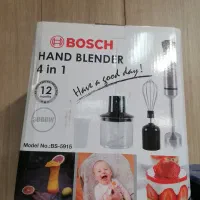 BOSCH
HAND BLENDER
4 in 1
Have a good day!
12
Model No.:BS-5915